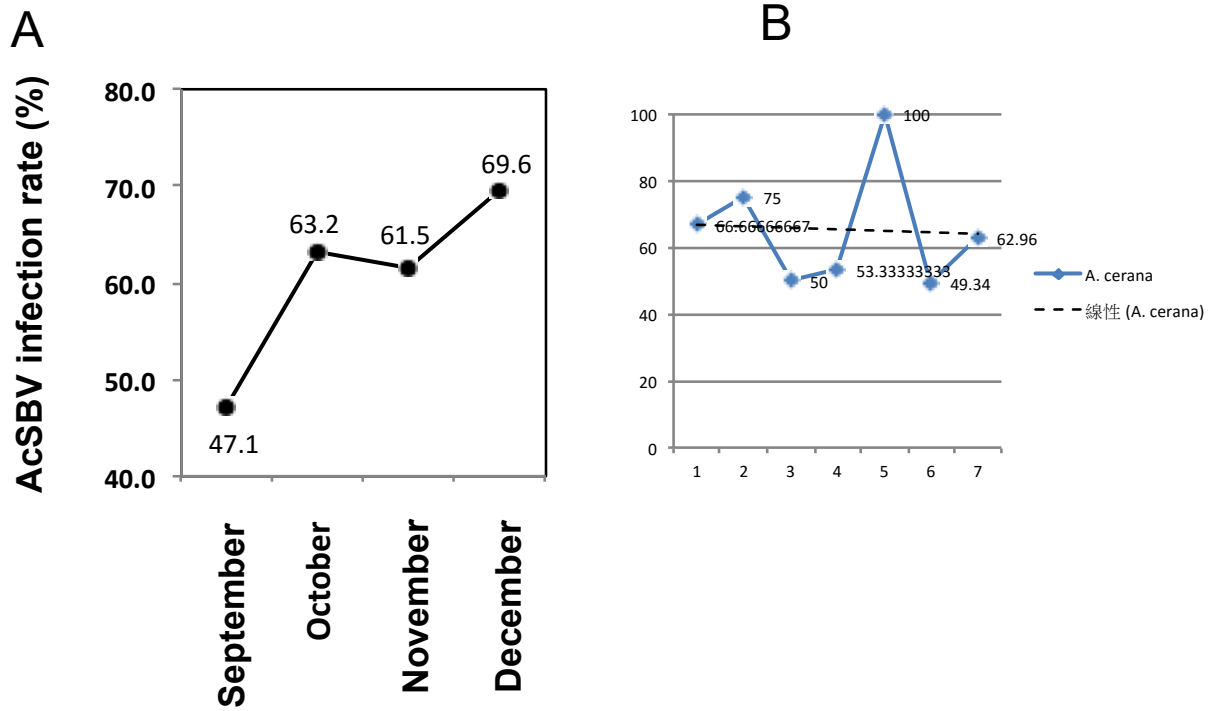 A
AcSBV infection rate (%)
80.0
70.0
60.0
50.0
40.0
47.1
63.2
61.5
69.6
September
October
November
December
B
100
80
60
40
20
0
66.66666667
75
50
53.33333333
100
49.34
62.96
1 2 3 4 5 6 7
A. cerana
線性 (A. cerana)